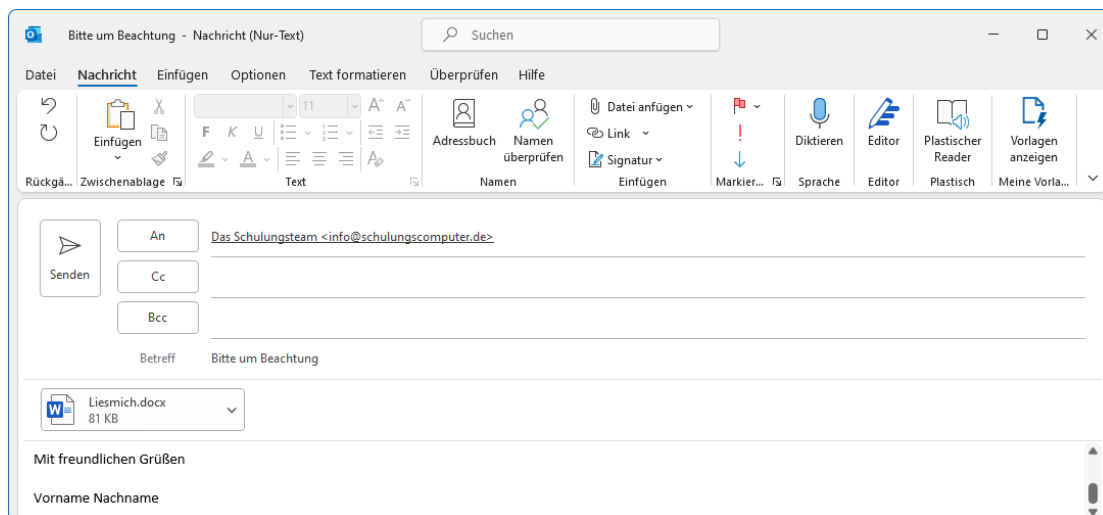 Bitte um Beachtung - Nachricht (Nur-Text)
Suchen
Datei Nachricht Einfügen Optionen Text formatieren Überprüfen Hilfe
Einfügen
11
F K U
A
Adressbuch
Namen überprüfen
Datei anfügen
Link
Signatur
Diktieren
Editor
Plastischer Reader
Vorlagen anzeigen
Rückgä... Zwischenablage Text Namen Einfügen Markier... Sprache Editor Plastisch Meine Vorla...
Senden
An Das Schulungsteam <info@schulungscomputer.de>
Cc
Bcc
Betreff Bitte um Beachtung
Liesmich.docx
81 KB
Mit freundlichen Grüßen
Vorname Nachname